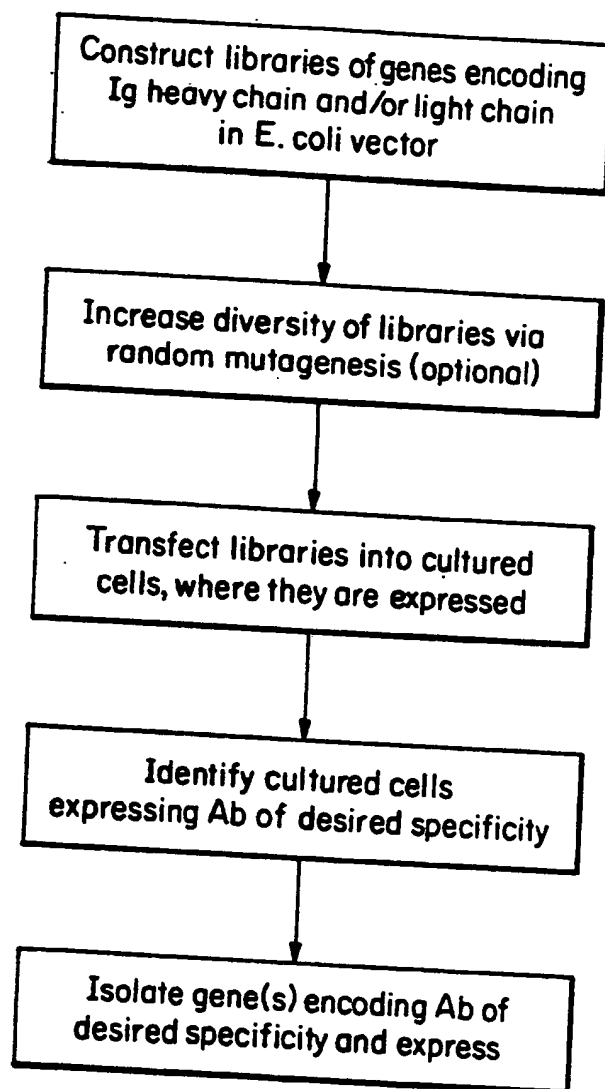 Construct libraries of genes encoding
Ig heavy chain and/or light chain
in E. coli vector
Increase diversity of libraries via
random mutagenesis (optional)
Transfect libraries into cultured
cells, where they are expressed
Identify cultured cells
expressing Ab of desired specificity
Isolate gene(s) encoding Ab of
desired specificity and express